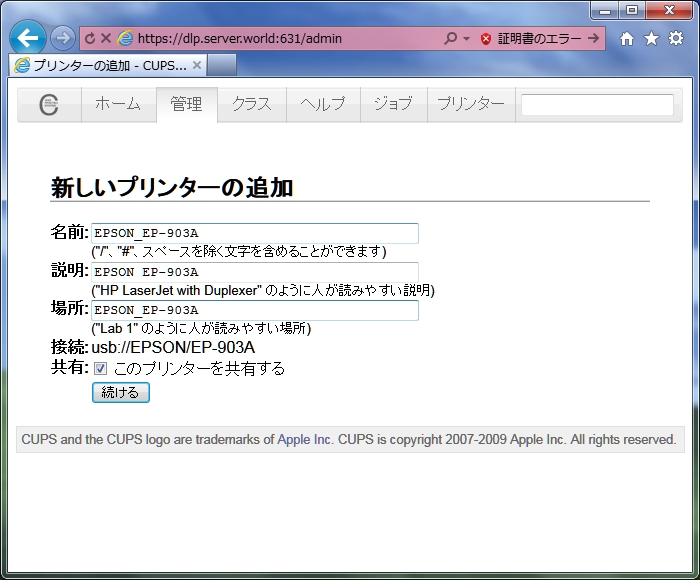 https://dlp.server.world:631/admin
証明書のエラー
プリンターの追加 - CUPS...
ホーム 管理 クラス ヘルプ ジョブ プリンター
新しいプリンターの追加
名前: EPSON_EP-903A
("/"、"#"、スペースを除く文字を含めることができます)
説明: EPSON EP-903A
("HP LaserJet with Duplexer" のように人が読みやすい説明)
場所: EPSON_EP-903A
("Lab 1" のように人が読みやすい場所)
接続: usb://EPSON/EP-903A
共有: このプリンターを共有する
続ける
CUPS and the CUPS logo are trademarks of Apple Inc. CUPS is copyright 2007-2009 Apple Inc. All rights reserved.